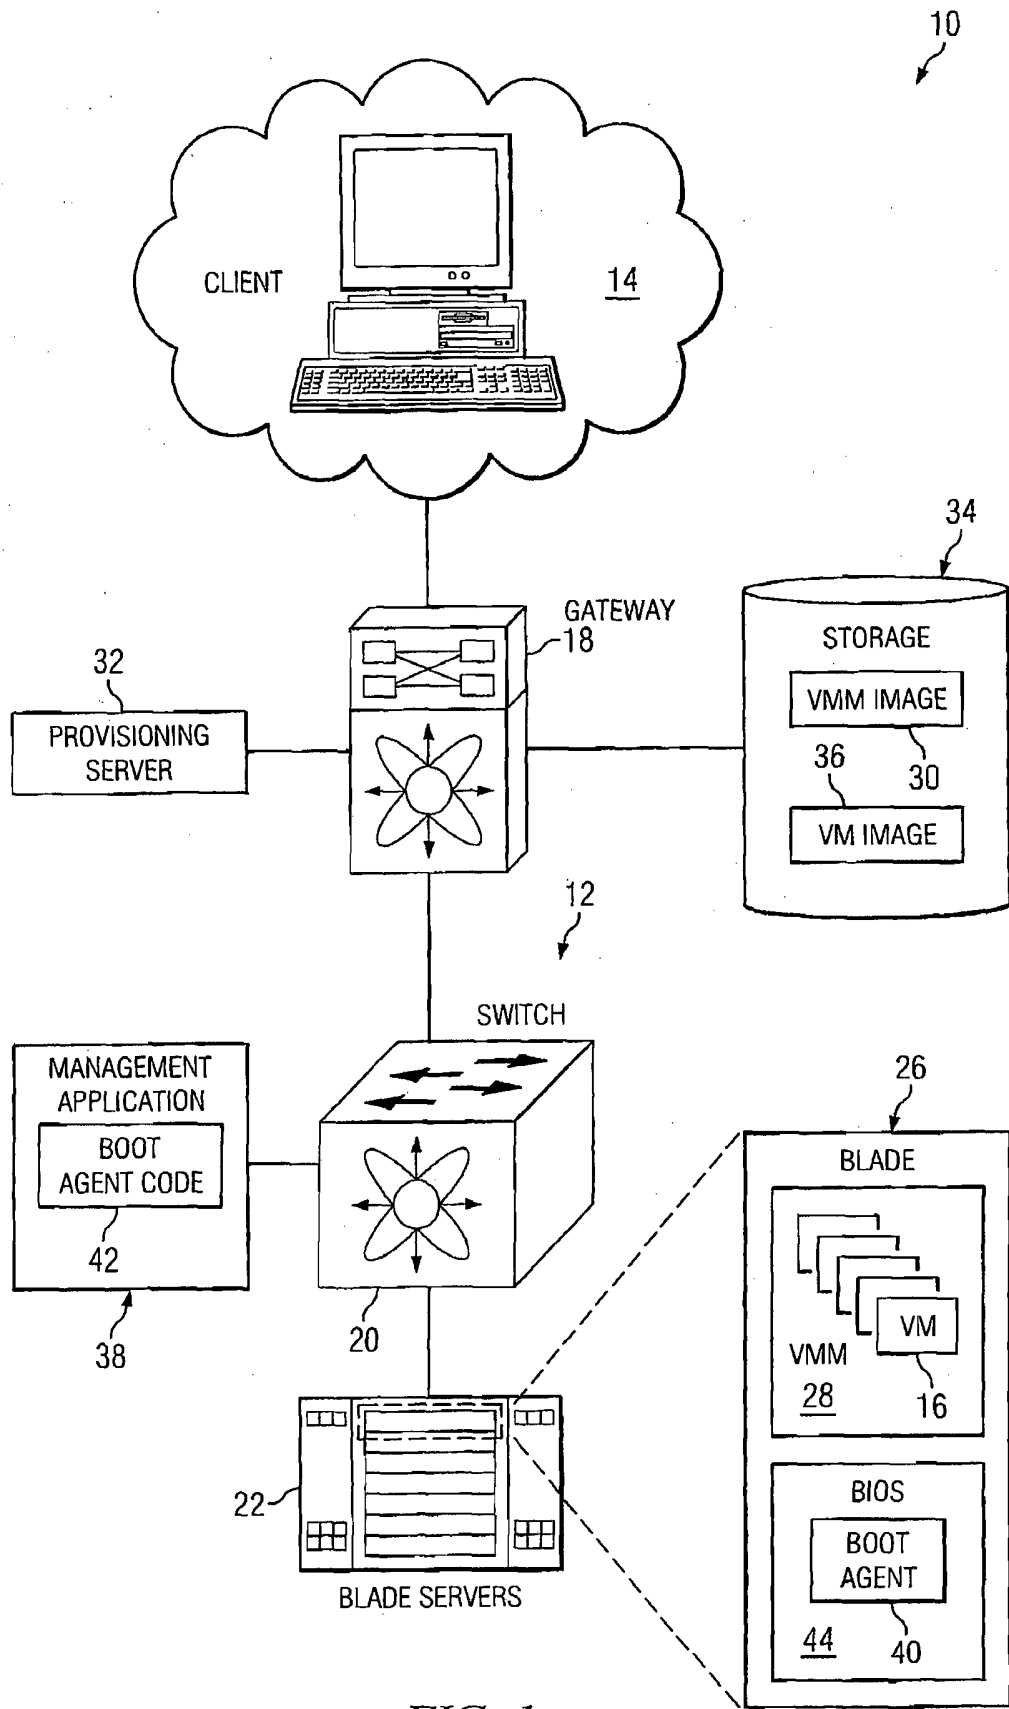 10
CLIENT
14
34
GATEWAY
18
STORAGE
VMM IMAGE
30
36
VM IMAGE
32
PROVISIONING
SERVER
12
SWITCH
MANAGEMENT
APPLICATION
BOOT
AGENT CODE
42
38
20
26
BLADE
VM
VMM
28
16
22
BLADE SERVERS
BIOS
BOOT
AGENT
44
40